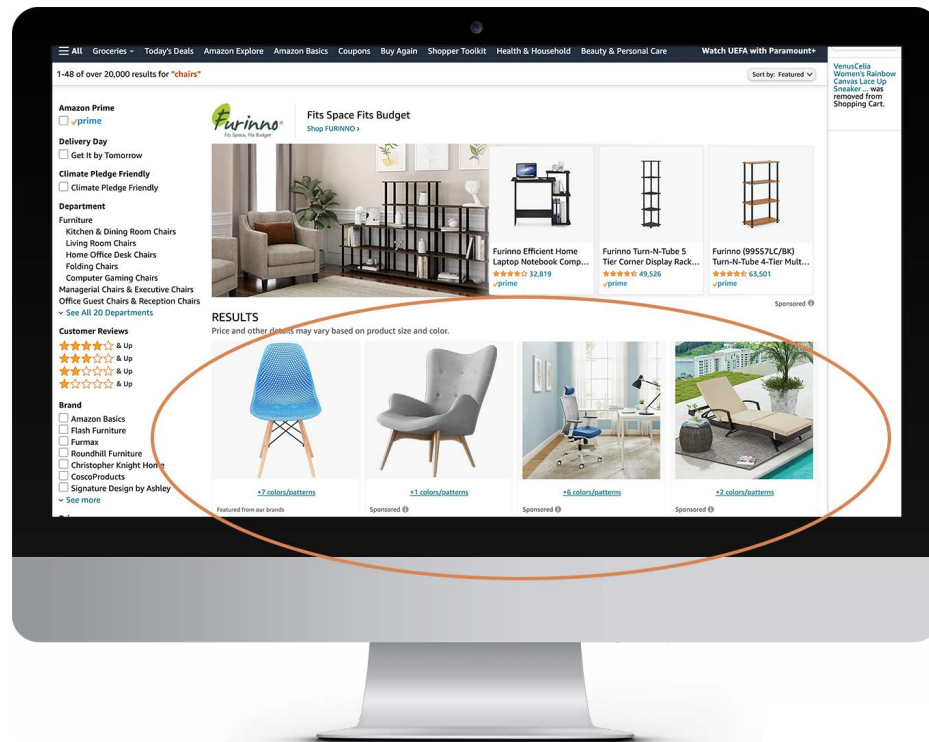 All Groceries Today's Deals Amazon Explore Amazon Basics Coupons Buy Again Shopper Toolkit Health & Household Beauty & Personal Care Watch UEFA with Paramount+
1-48 of over 20,000 results for "chairs"
Sort by: Featured
VenusCelia
Women's Rainbow
Canvas Lace Up
Sneaker ... was
removed from
Shopping Cart.
Amazon Prime
prime
Delivery Day
Get It by Tomorrow
Climate Pledge Friendly
Climate Pledge Friendly
Department
Furniture
Kitchen & Dining Room Chairs
Living Room Chairs
Home Office Desk Chairs
Folding Chairs
Computer Gaming Chairs
Managerial Chairs & Executive Chairs
Office Guest Chairs & Reception Chairs
See All 20 Departments
Customer Reviews
& Up
& Up
& Up
& Up
Brand
Amazon Basics
Flash Furniture
Furmax
Roundhill Furniture
Christopher Knight Home
CoscoProducts
Signature Design by Ashley
See more
Furinno®
Fits Space, Fits Budget
Fits Space Fits Budget
Shop FURINNO ›
Furinno Efficient Home
Laptop Notebook Comp...
32,819
prime
Furinno Turn-N-Tube 5
Tier Corner Display Rack...
49,526
prime
Furinno (99557LC/BK)
Turn-N-Tube 4-Tier Mult...
63,501
prime
Sponsored
RESULTS
Price and other details may vary based on product size and color.
+7 colors/patterns
Featured from our brands
+1 colors/patterns
Sponsored
+6 colors/patterns
Sponsored
+2 colors/patterns
Sponsored